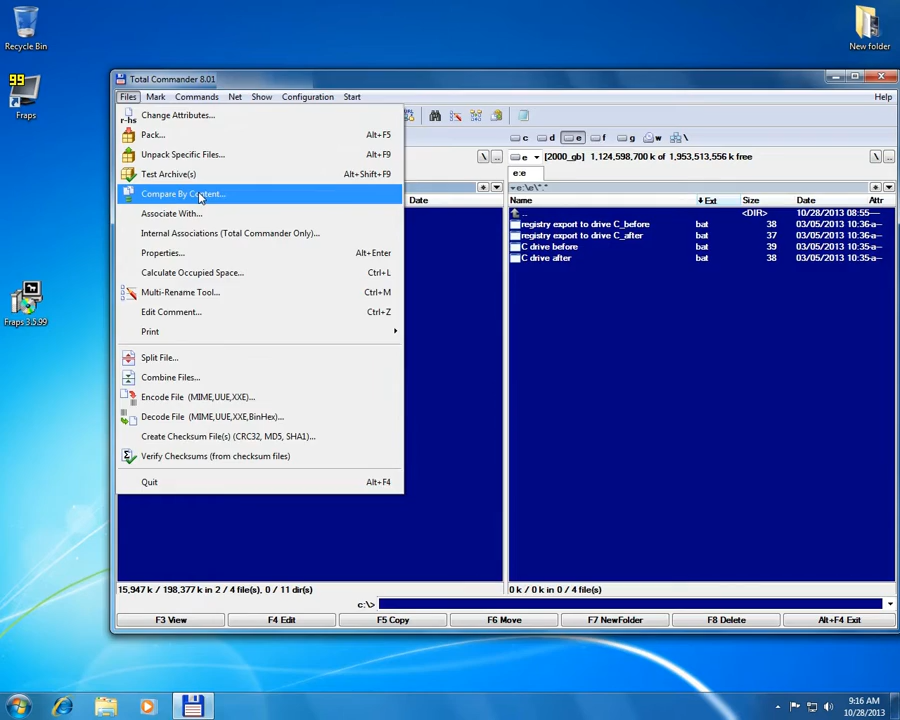 Recycle Bin
New folder
99
Fraps
Fraps 3.5.99
Total Commander 8.01
Files Mark Commands Net Show Configuration Start Help
r-hs Change Attributes...
Pack... Alt+F5
Unpack Specific Files... Alt+F9
Test Archive(s) Alt+Shift+F9
Compare By Content...
Associate With...
Internal Associations (Total Commander Only)...
Properties... Alt+Enter
Calculate Occupied Space... Ctrl+L
Multi-Rename Tool... Ctrl+M
Edit Comment... Ctrl+Z
Print
Split File...
Combine Files...
Encode File (MIME,UUE,XXE)...
Decode File (MIME,UUE,XXE,BinHex)...
Create Checksum File(s) (CRC32, MD5, SHA1)...
Verify Checksums (from checksum files)
Quit Alt+F4
c d e f g w \
e [2000_gb] 1,124,598,700 k of 1,953,513,556 k free
\ ..
e:e
e:\e\*.*
Date
Name Ext Size Date Attr
.. <DIR> 10/28/2013 08:55----
registry export to drive C_before bat 38 03/05/2013 10:36-a--
registry export to drive C_after bat 37 03/05/2013 10:36-a--
C drive before bat 39 03/05/2013 10:35-a--
C drive after bat 38 03/05/2013 10:35-a--
15,947 k / 198,377 k in 2 / 4 file(s), 0 / 11 dir(s)
0 k / 0 k in 0 / 4 file(s)
c:\>
F3 View F4 Edit F5 Copy F6 Move F7 NewFolder F8 Delete Alt+F4 Exit
9:16 AM
10/28/2013